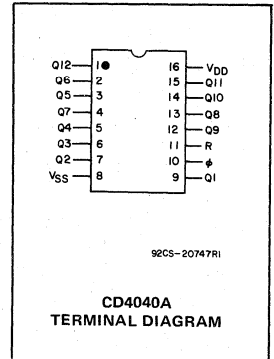 Q12 1 16 VDD
Q6 2 15 Q11
Q5 3 14 Q10
Q7 4 13 Q8
Q4 5 12 Q9
Q3 6 11 R
Q2 7 10 ϕ
VSS 8 9 Q1
92CS-20747R1
CD4040A
TERMINAL DIAGRAM